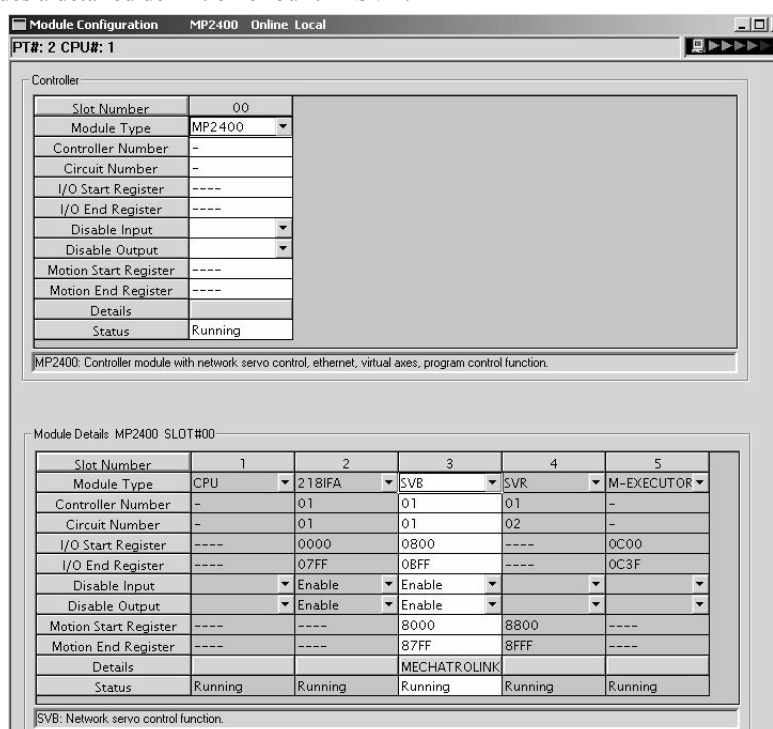 Module Configuration MP2400 Online Local
PT#: 2 CPU#: 1
Controller
Slot Number 00
Module Type MP2400
Controller Number -
Circuit Number -
I/O Start Register ----
I/O End Register ----
Disable Input
Disable Output
Motion Start Register ----
Motion End Register ----
Details
Status Running
MP2400: Controller module with network servo control, ethernet, virtual axes, program control function.
Module Details MP2400 SLOT#00
Slot Number 1 2 3 4 5
Module Type CPU 218IFA SVB SVR M-EXECUTOR
Controller Number - 01 01 01 -
Circuit Number - 01 01 02 -
I/O Start Register ---- 0000 0800 ---- 0C00
I/O End Register ---- 07FF 0BFF ---- 0C3F
Disable Input Enable Enable
Disable Output Enable Enable
Motion Start Register ---- ---- 8000 8800 ----
Motion End Register ---- ---- 87FF 8FFF ----
Details MECHATROLINK
Status Running Running Running Running Running
SVB: Network servo control function.